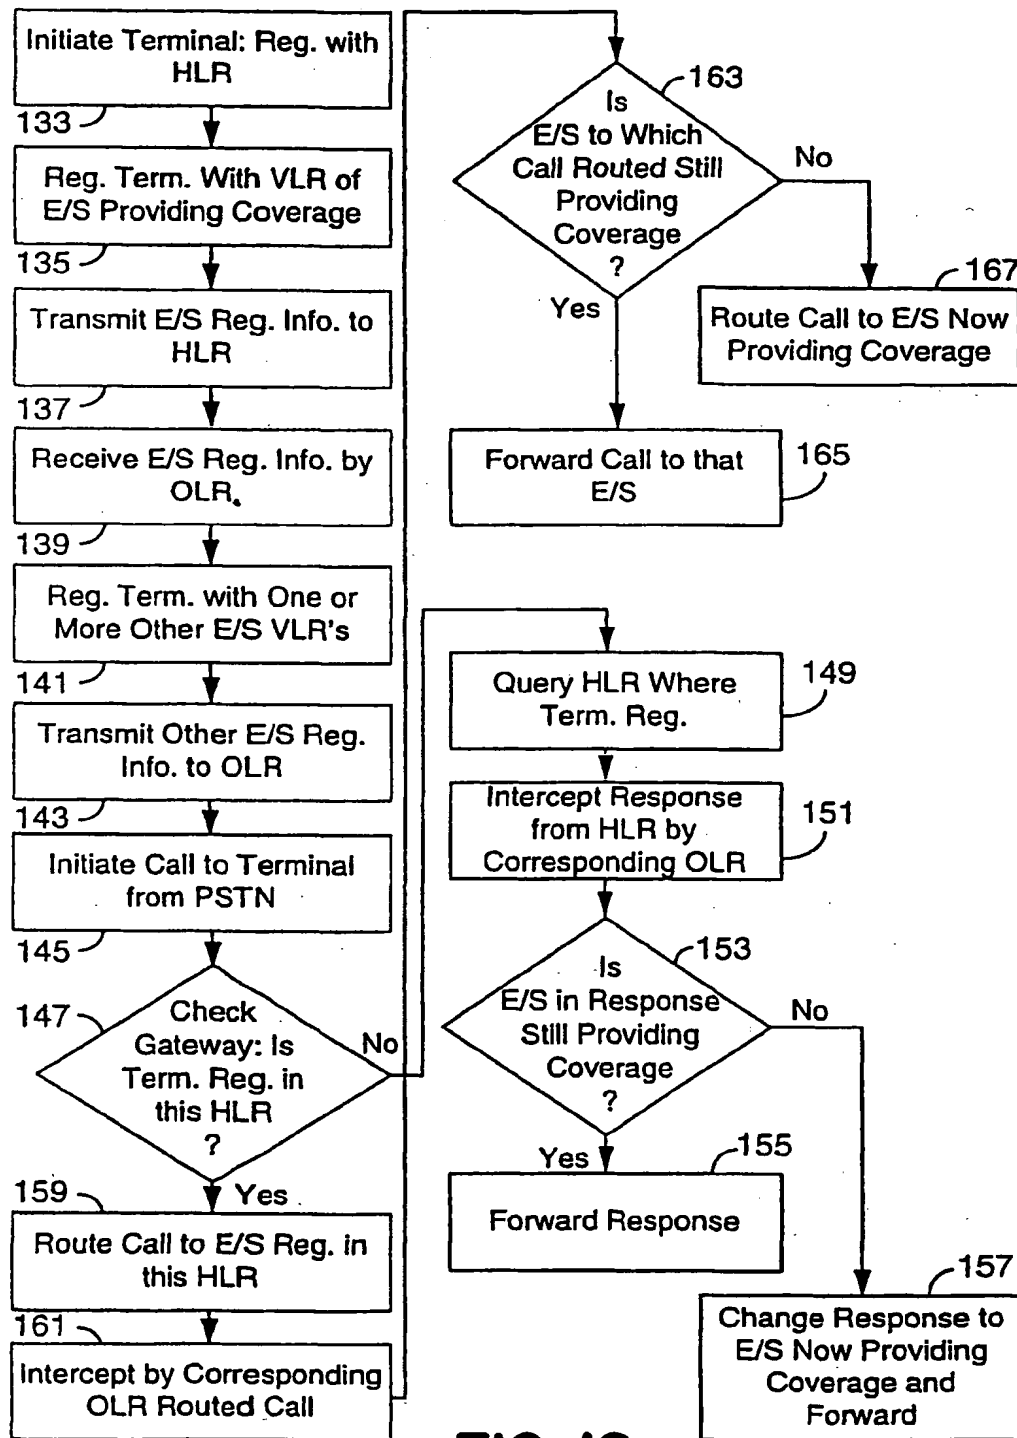 Initiate Terminal: Reg. with
HLR
133
Reg. Term. With VLR of
E/S Providing Coverage
135
Transmit E/S Reg. Info. to
HLR
137
Receive E/S Reg. Info. by
OLR.
139
Reg. Term. with One or
More Other E/S VLR's
141
Transmit Other E/S Reg.
Info. to OLR
143
Initiate Call to Terminal
from PSTN
145
147
Check
Gateway: Is
Term. Reg. in
this HLR
?
No
Yes
159
Route Call to E/S Reg. in
this HLR
161
Intercept by Corresponding
OLR Routed Call
163
Is
E/S to Which
Call Routed Still
Providing
Coverage
?
No
Yes
167
Route Call to E/S Now
Providing Coverage
Forward Call to that
E/S
165
Query HLR Where
Term. Reg.
149
Intercept Response
from HLR by
Corresponding OLR
151
153
Is
E/S in Response
Still Providing
Coverage
?
No
Yes
155
Forward Response
157
Change Response to
E/S Now Providing
Coverage and
Forward